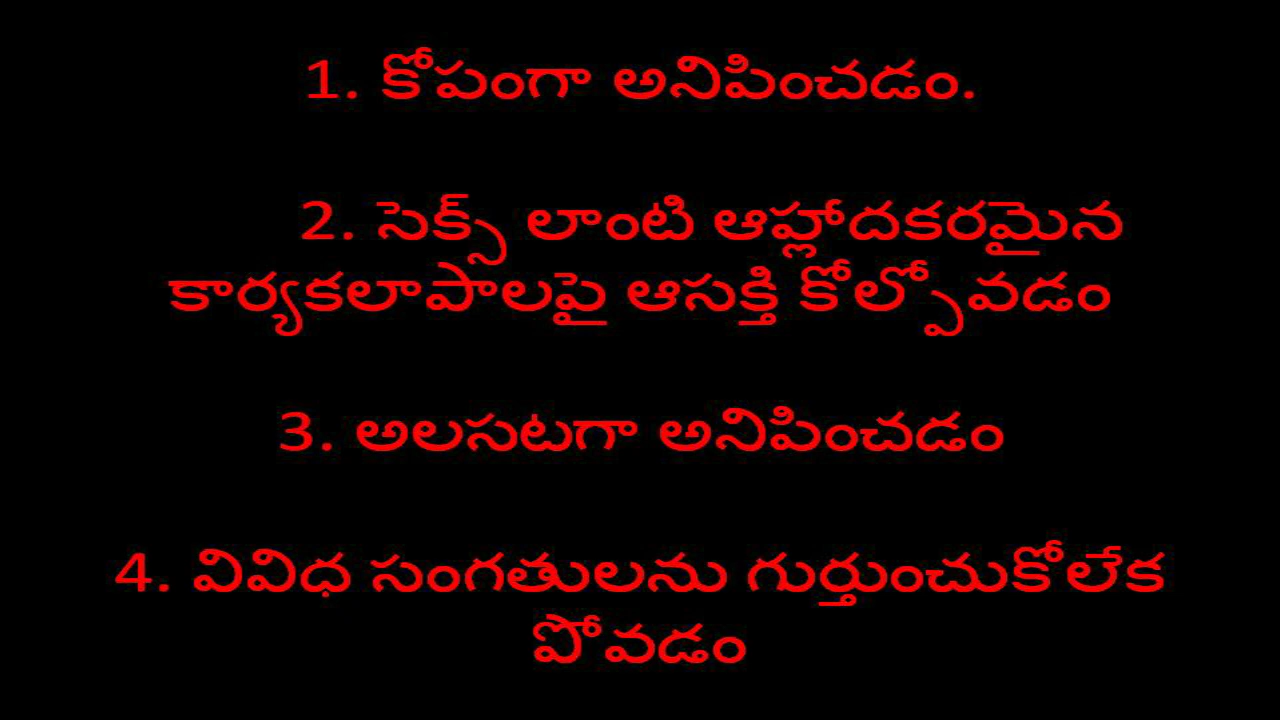 1. కోపంగా అనిపించడం.
2. సెక్స్ లాంటి ఆహ్లాదకరమైన
కార్యకలాపాలపై ఆసక్తి కోల్పోవడం
3. అలసటగా అనిపించడం
4. వివిధ సంగతులను గుర్తుంచుకోలేక
పోవడం